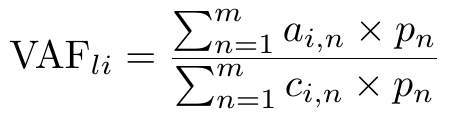 VAF_{li} = \frac{\sum_{n=1}^{m} a_{i,n} \times p_n}{\sum_{n=1}^{m} c_{i,n} \times p_n}